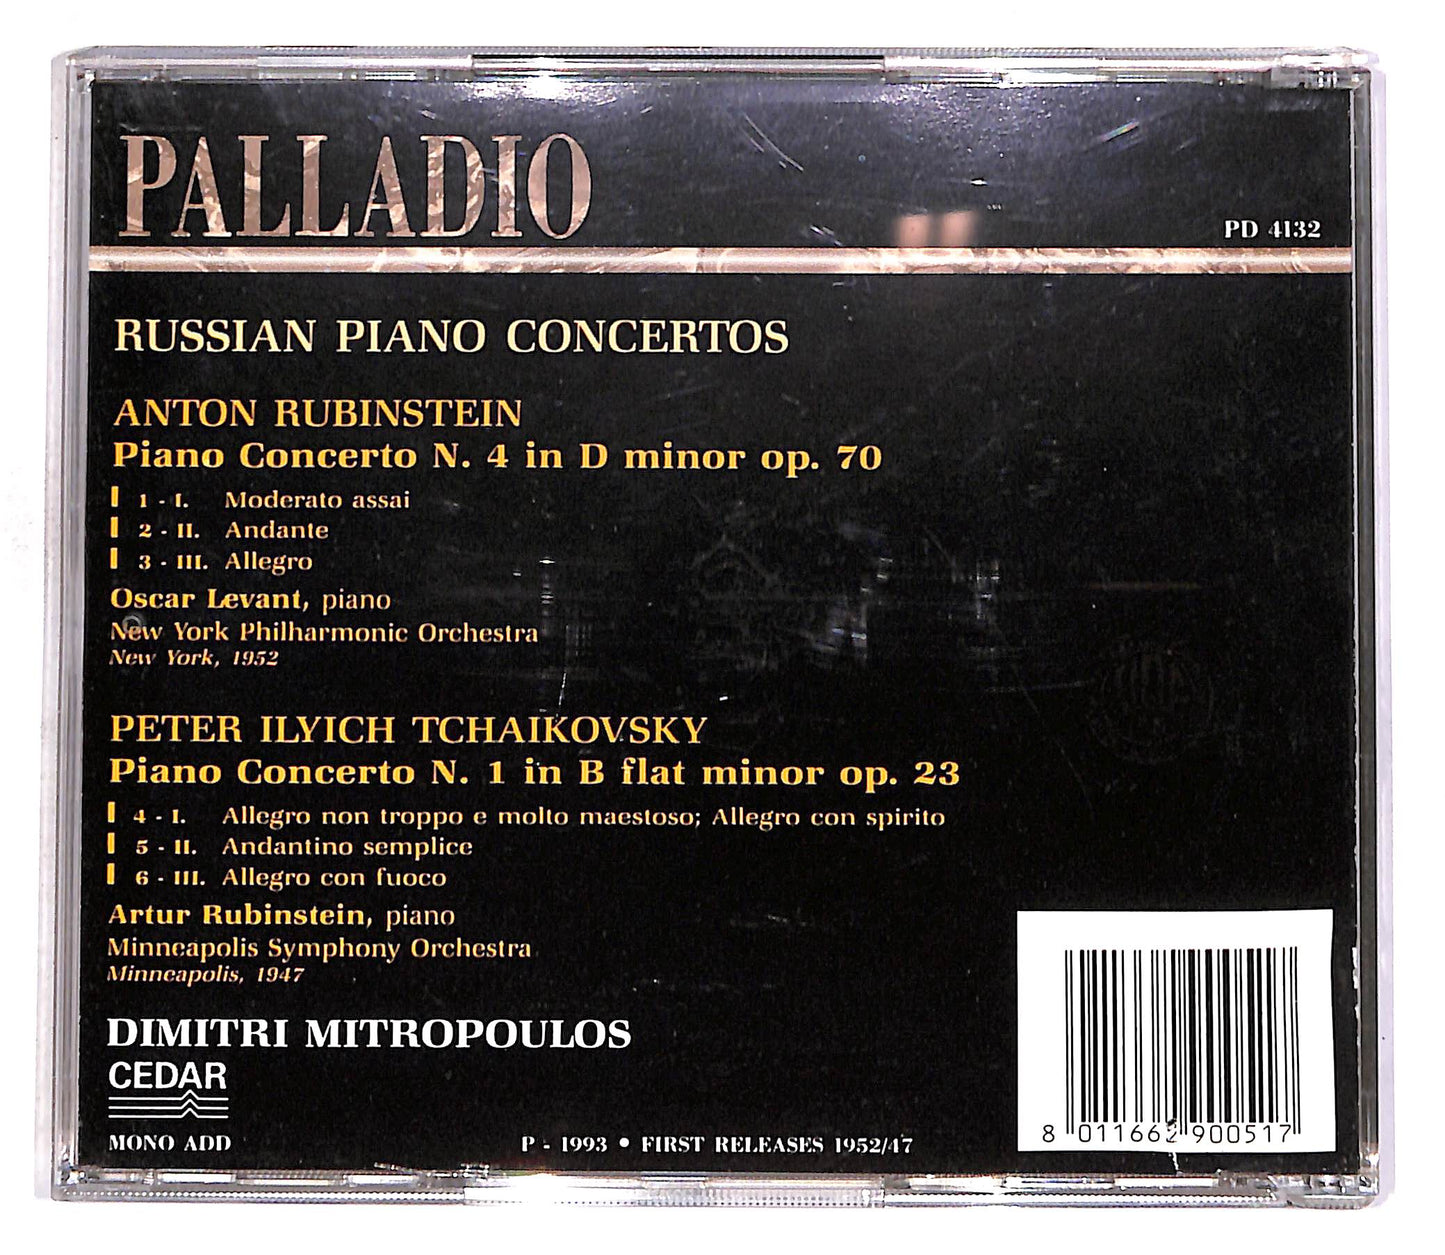 PALLADIO
PD 4132
RUSSIAN PIANO CONCERTOS
ANTON RUBINSTEIN
Piano Concerto N. 4 in D minor op. 70
1 - I. Moderato assai
2 - II. Andante
3 - III. Allegro
Oscar Levant, piano
New York Philharmonic Orchestra
New York, 1952
PETER ILYICH TCHAIKOVSKY
Piano Concerto N. 1 in B flat minor op. 23
4 - I. Allegro non troppo e molto maestoso; Allegro con spirito
5 - II. Andantino semplice
6 - III. Allegro con fuoco
Artur Rubinstein, piano
Minneapolis Symphony Orchestra
Minneapolis, 1947
DIMITRI MITROPOULOS
CEDAR
MONO ADD
P - 1993 • FIRST RELEASES 1952/47
8 011662 900517